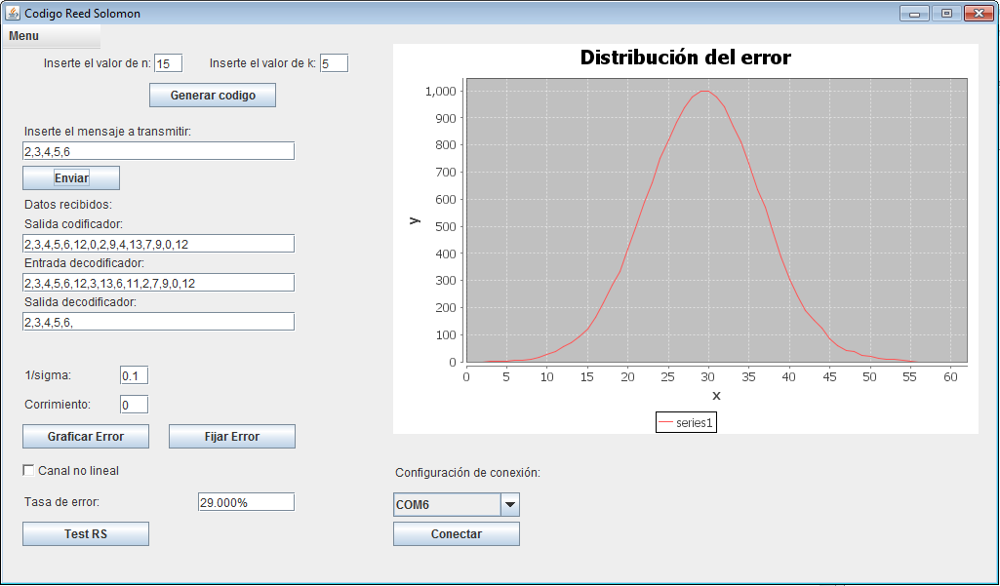 Codigo Reed Solomon
Menu
Inserte el valor de n: 15 Inserte el valor de k: 5
Generar codigo
Inserte el mensaje a transmitir:
2,3,4,5,6
Enviar
Datos recibidos:
Salida codificador:
2,3,4,5,6,12,0,2,9,4,13,7,9,0,12
Entrada decodificador:
2,3,4,5,6,12,3,13,6,11,2,7,9,0,12
Salida decodificador:
2,3,4,5,6,
1/sigma: 0.1
Corrimiento: 0
Graficar Error Fijar Error
Canal no lineal
Tasa de error: 29.000%
Test RS
Distribución del error
1,000
900
800
700
600
500
400
300
200
100
0
y
0 5 10 15 20 25 30 35 40 45 50 55 60
x
series1
Configuración de conexión:
COM6
Conectar